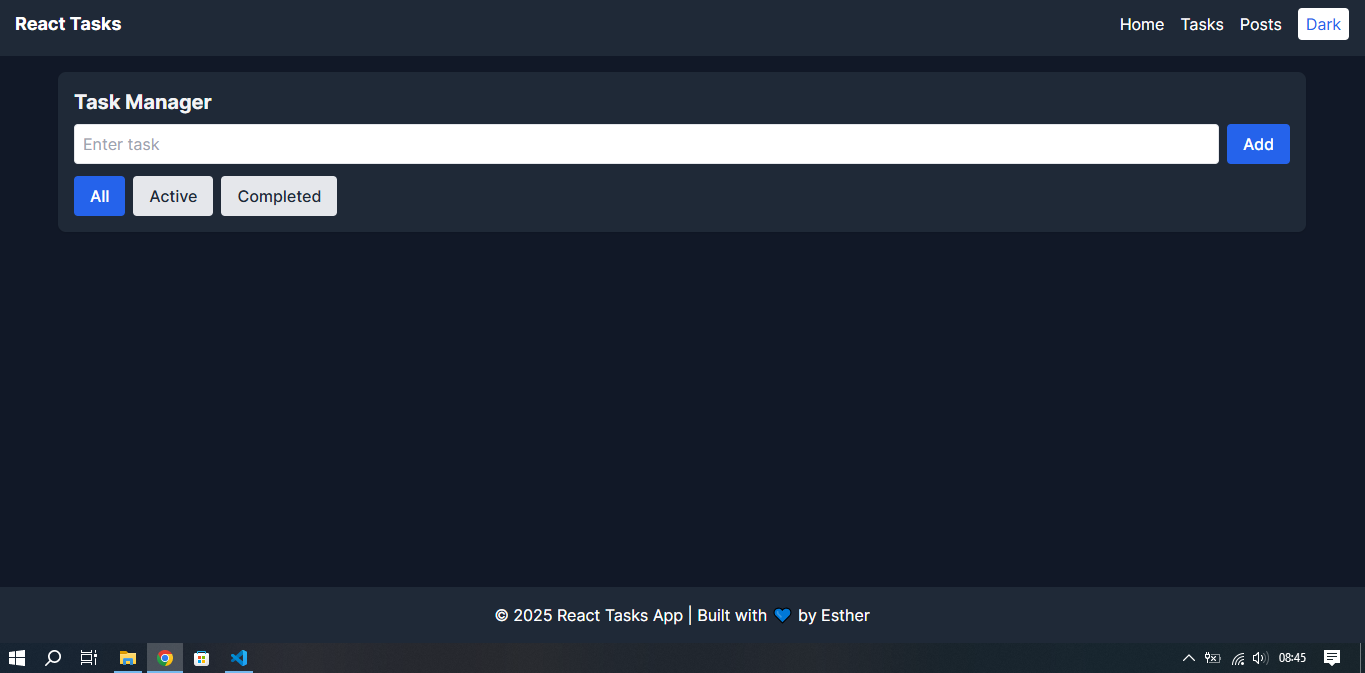 React Tasks
Home Tasks Posts Dark
Task Manager
Enter task Add
All Active Completed
© 2025 React Tasks App | Built with 💙 by Esther
08:45